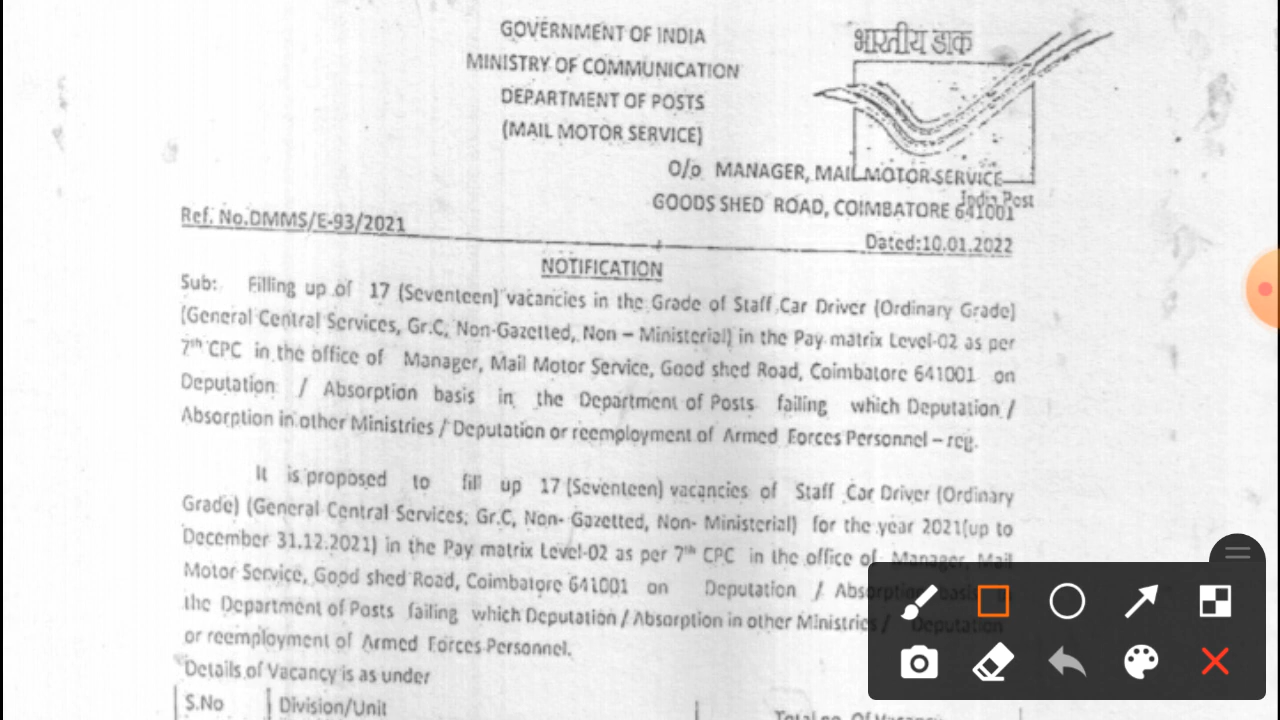 GOVERNMENT OF INDIA
MINISTRY OF COMMUNICATION
DEPARTMENT OF POSTS
(MAIL MOTOR SERVICE)
भारतीय डाक
O/o MANAGER, MAIL MOTOR SERVICE
India Post
GOODS SHED ROAD, COIMBATORE 641001
Ref. No.DMMS/E-93/2021
Dated:10.01.2022
NOTIFICATION
Sub: Filling up of 17 (Seventeen) vacancies in the Grade of Staff Car Driver (Ordinary Grade)
(General Central Services, Gr.C, Non-Gazetted, Non – Ministerial) in the Pay matrix Level-02 as per
7th CPC in the office of Manager, Mail Motor Service, Good shed Road, Coimbatore 641001 on
Deputation / Absorption basis in the Department of Posts failing which Deputation /
Absorption in other Ministries / Deputation or reemployment of Armed Forces Personnel – reg.
It is proposed to fill up 17 (Seventeen) vacancies of Staff Car Driver (Ordinary
Grade) (General Central Services, Gr.C, Non- Gazetted, Non- Ministerial) for the year 2021(up to
December 31.12.2021) in the Pay matrix Level-02 as per 7th CPC in the office of Manager, Mail
Motor Service, Good shed Road, Coimbatore 641001 on Deputation / Absorption basis
the Department of Posts failing which Deputation / Absorption in other Ministries / Deputation
or reemployment of Armed Forces Personnel.
Details of Vacancy is as under
S.No Division/Unit Total no. Of Vacancy